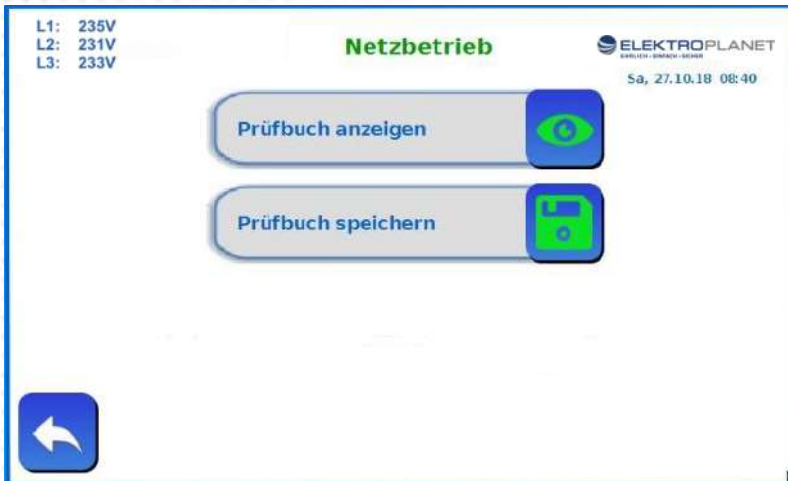 L1: 235V
L2: 231V
L3: 233V
Netzbetrieb
ELEKTROPLANET
Sa, 27.10.18 08:40
Prüfbuch anzeigen
Prüfbuch speichern